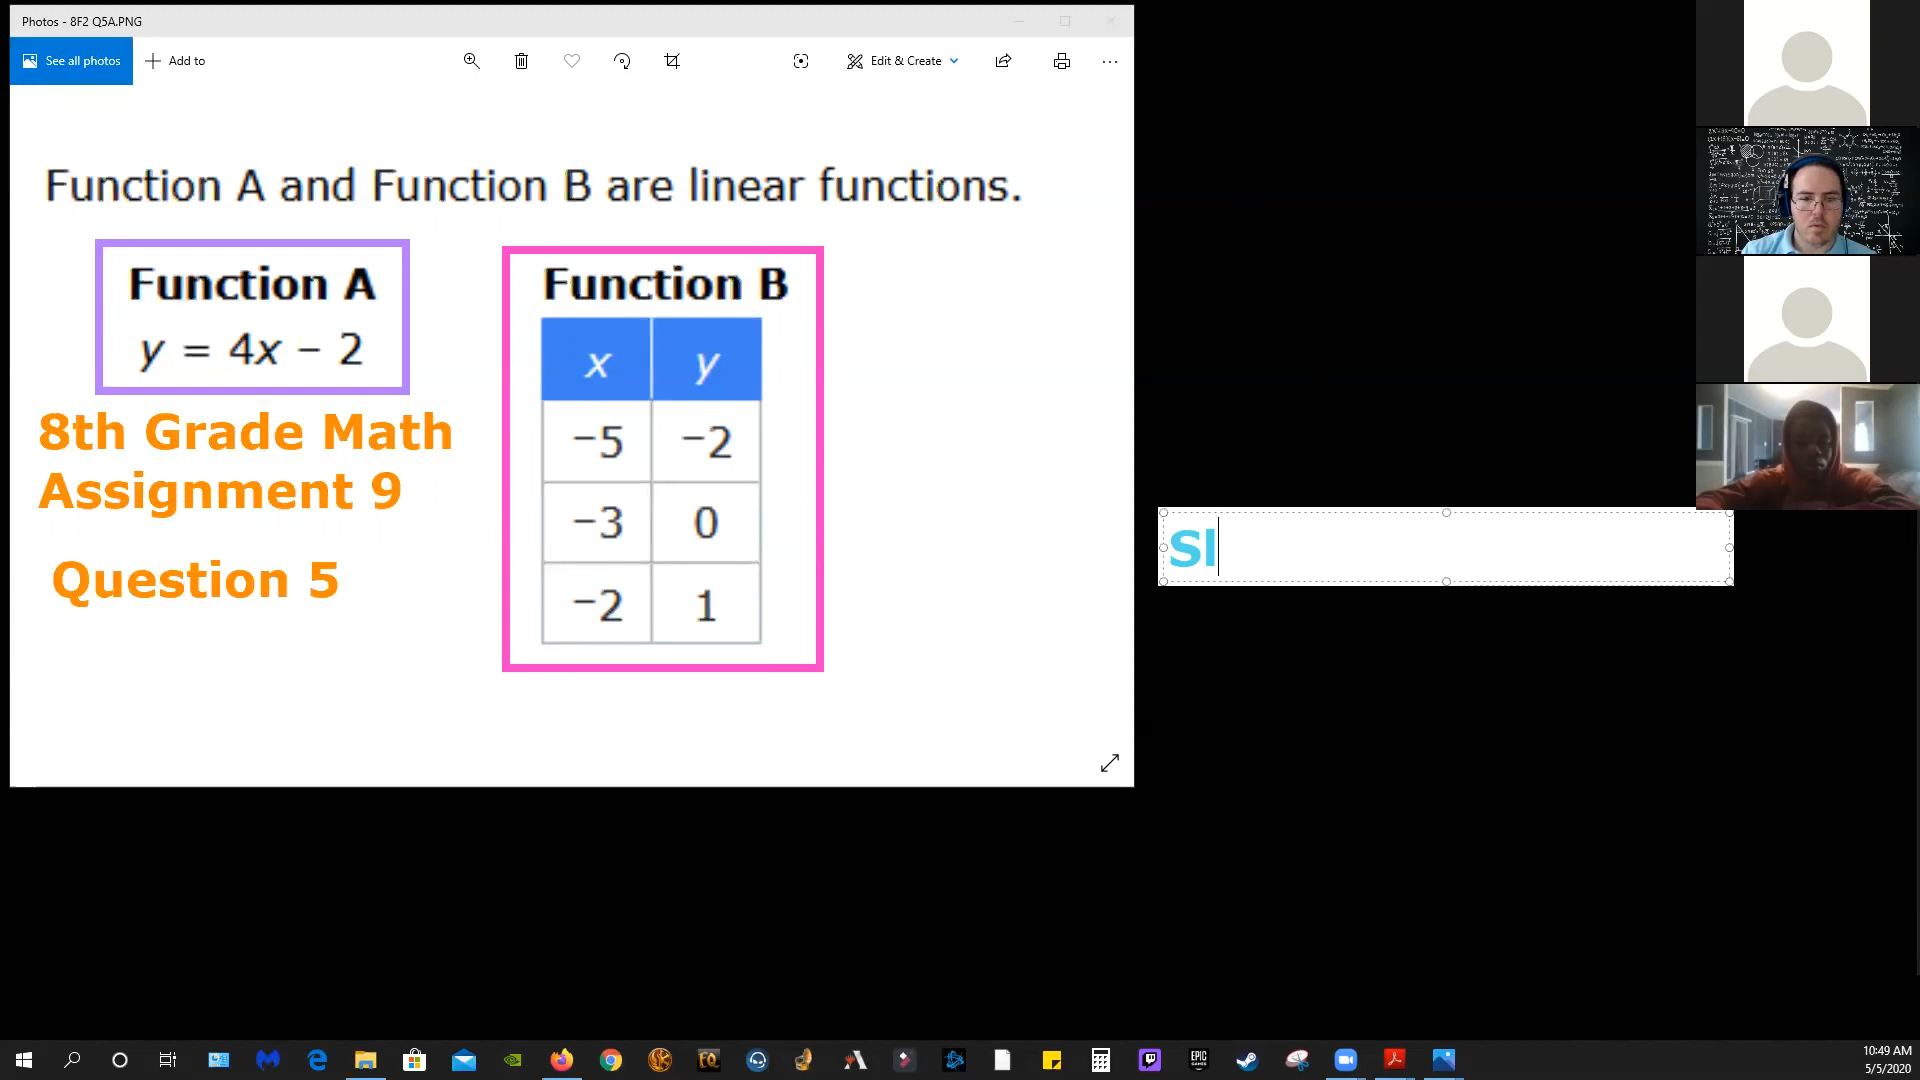 Photos - 8F2 Q5A.PNG
See all photos
Add to
Edit & Create
Function A and Function B are linear functions.
Function A
y = 4x − 2
Function B
x y
−5 −2
−3 0
−2 1
8th Grade Math
Assignment 9
Question 5
Sl
10:49 AM
5/5/2020